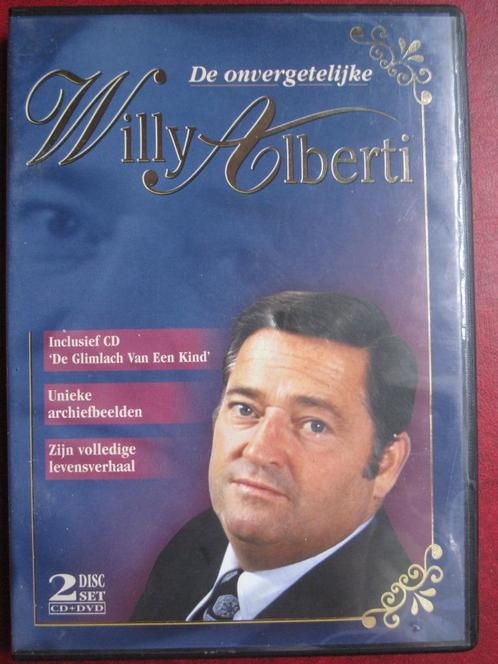 De onvergetelijke
Willy Alberti
Inclusief CD
‘De Glimlach Van Een Kind’
Unieke
archiefbeelden
Zijn volledige
levensverhaal
2 DISC
SET
CD+DVD